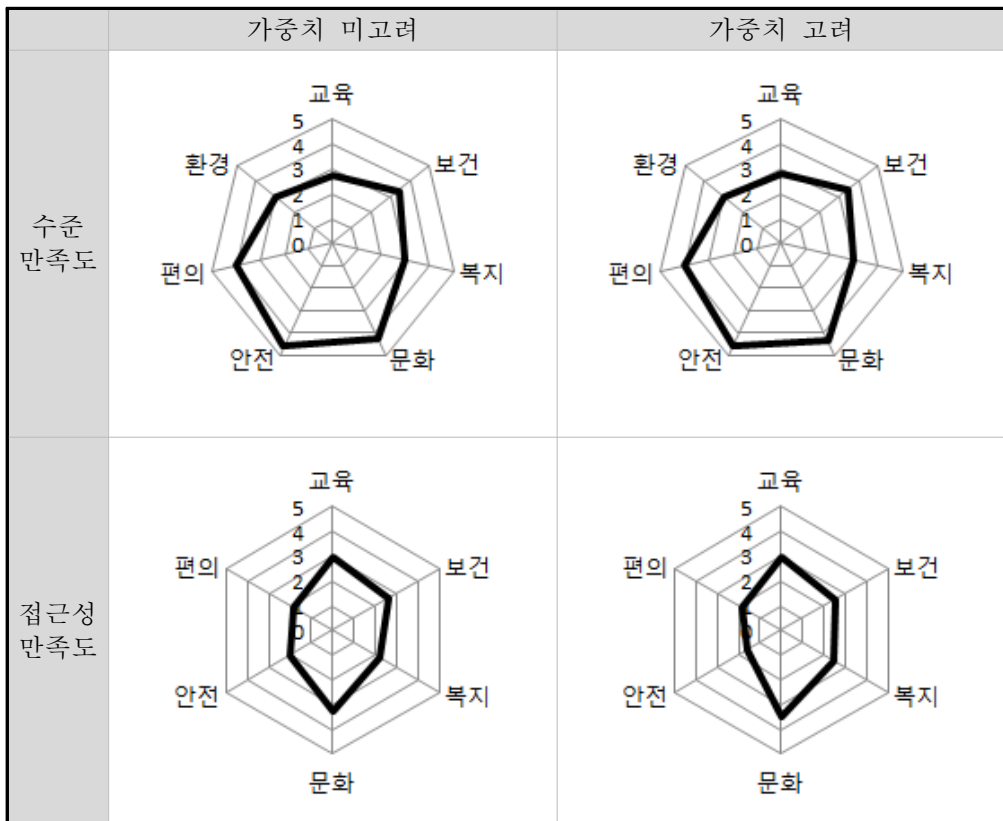 가중치 미고려
가중치 고려
수준
만족도
교육
보건
복지
문화
안전
편의
환경
5
4
3
2
1
0
교육
보건
복지
문화
안전
편의
환경
5
4
3
2
1
0
접근성
만족도
교육
보건
복지
문화
안전
편의
5
4
3
2
1
0
교육
보건
복지
문화
안전
편의
5
4
3
2
1
0